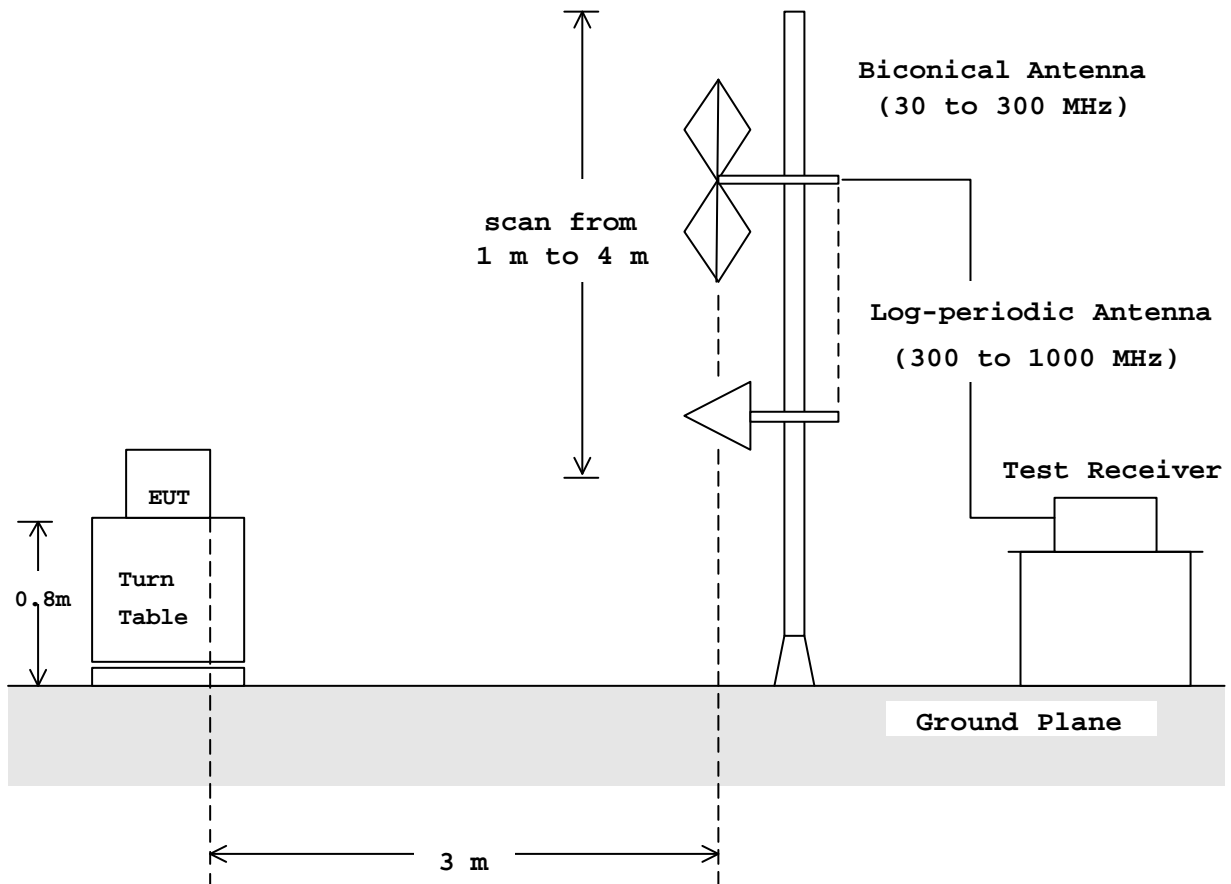 Biconical Antenna
(30 to 300 MHz)
scan from
1 m to 4 m
Log-periodic Antenna
(300 to 1000 MHz)
Test Receiver
EUT
Turn
Table
0.8m
Ground Plane
3 m